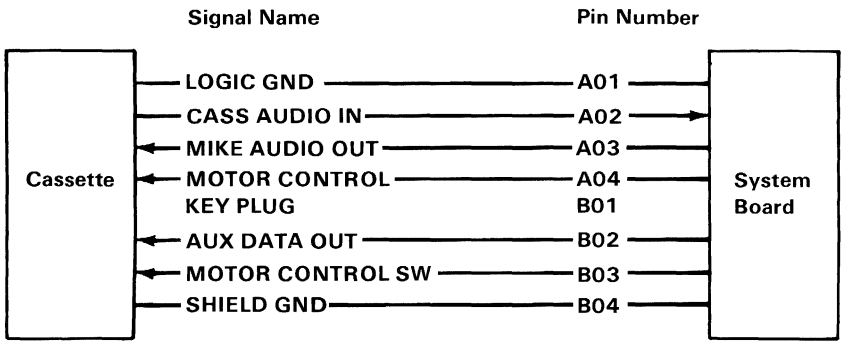 Signal Name Pin Number
LOGIC GND A01
CASS AUDIO IN A02
MIKE AUDIO OUT A03
Cassette MOTOR CONTROL A04 System
KEY PLUG B01 Board
AUX DATA OUT B02
MOTOR CONTROL SW B03
SHIELD GND B04